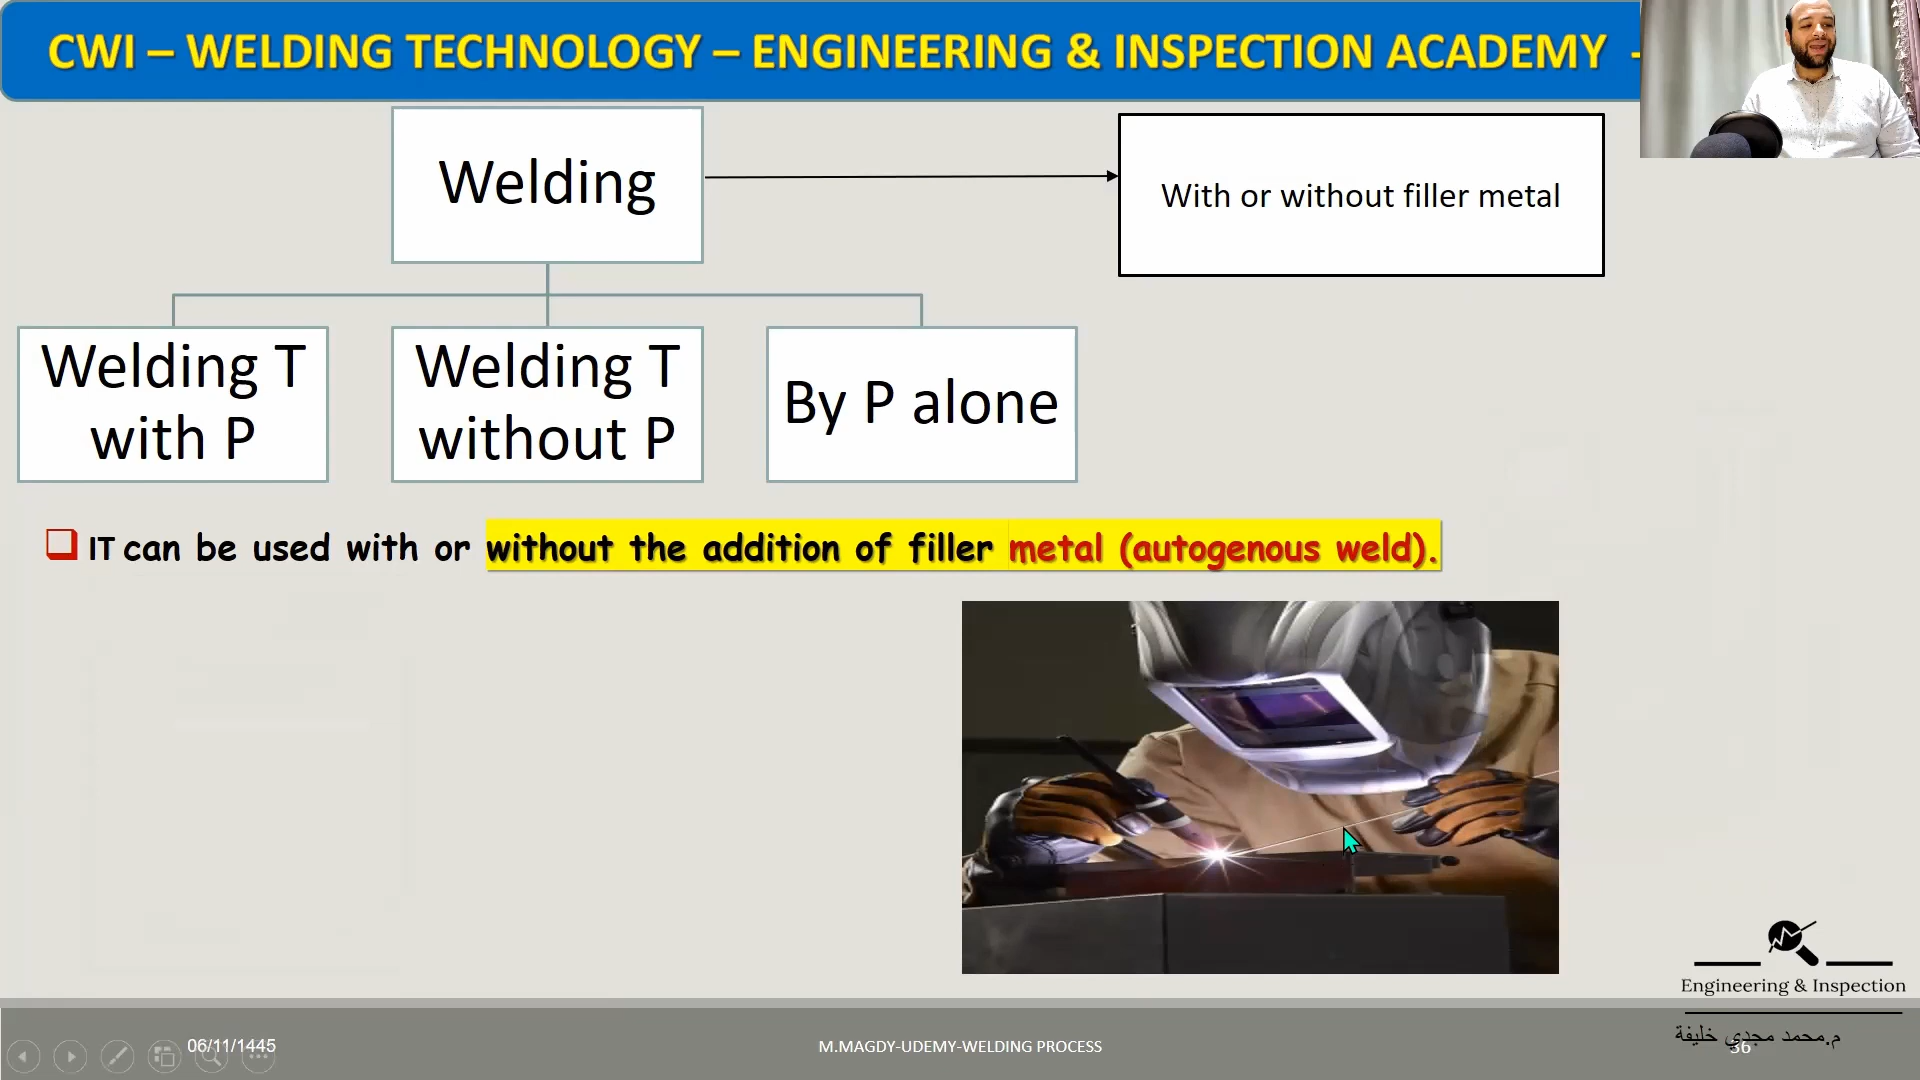 CWI – WELDING TECHNOLOGY – ENGINEERING & INSPECTION ACADEMY -
Welding
With or without filler metal
Welding T
with P
Welding T
without P
By P alone
IT can be used with or without the addition of filler metal (autogenous weld).
Engineering & Inspection
م.محمد مجدي خليفة
06/11/1445
M.MAGDY-UDEMY-WELDING PROCESS
36